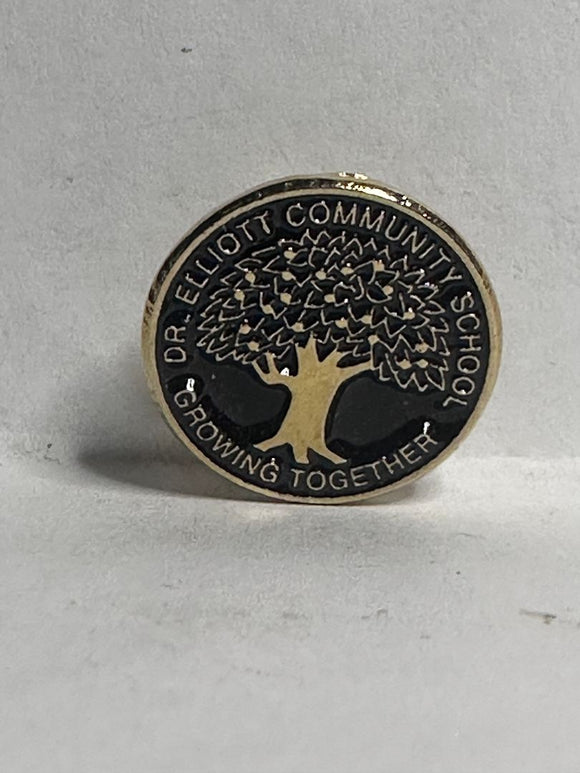 DR. ELLIOTT COMMUNITY SCHOOL
GROWING TOGETHER